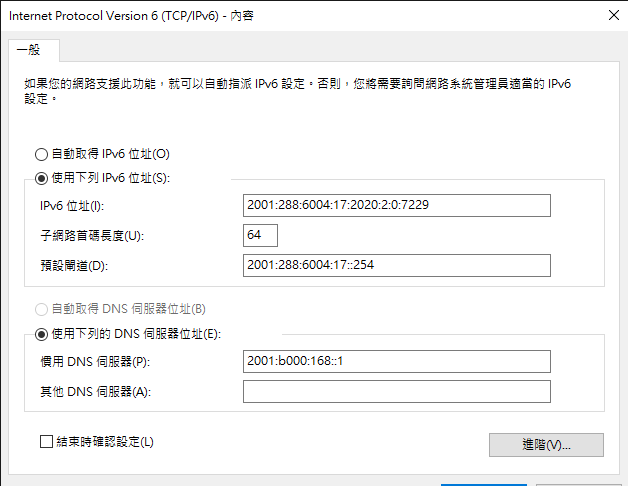 Internet Protocol Version 6 (TCP/IPv6) - 內容
一般
如果您的網路支援此功能，就可以自動指派 IPv6 設定。否則，您將需要詢問網路系統管理員適當的 IPv6
設定。
自動取得 IPv6 位址(O)
使用下列 IPv6 位址(S):
IPv6 位址(I):
2001:288:6004:17:2020:2:0:7229
子網路首碼長度(U):
64
預設閘道(D):
2001:288:6004:17::254
自動取得 DNS 伺服器位址(B)
使用下列的 DNS 伺服器位址(E):
慣用 DNS 伺服器(P):
2001:b000:168::1
其他 DNS 伺服器(A):
結束時確認設定(L)
進階(V)...